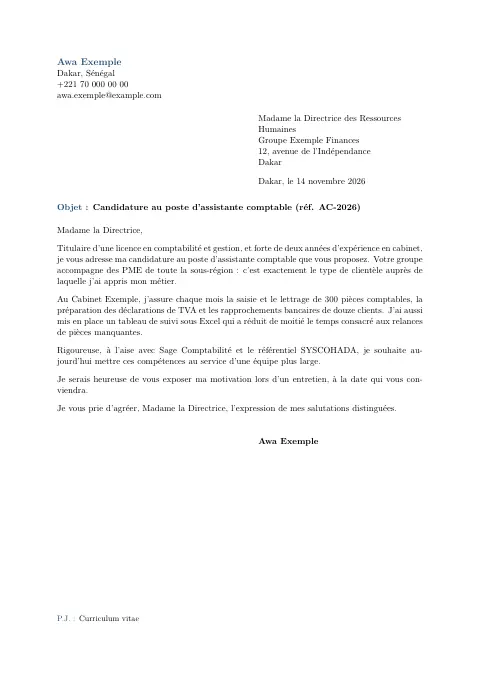 Awa Exemple
Dakar, Sénégal
+221 70 000 00 00
awa.exemple@example.com
Madame la Directrice des Ressources
Humaines
Groupe Exemple Finances
12, avenue de l'Indépendance
Dakar
Dakar, le 14 novembre 2026
Objet : Candidature au poste d'assistante comptable (réf. AC-2026)
Madame la Directrice,
Titulaire d'une licence en comptabilité et gestion, et forte de deux années d'expérience en cabinet,
je vous adresse ma candidature au poste d'assistante comptable que vous proposez. Votre groupe
accompagne des PME de toute la sous-région : c'est exactement le type de clientèle auprès de
laquelle j'ai appris mon métier.
Au Cabinet Exemple, j'assure chaque mois la saisie et le lettrage de 300 pièces comptables, la
préparation des déclarations de TVA et les rapprochements bancaires de douze clients. J'ai aussi
mis en place un tableau de suivi sous Excel qui a réduit de moitié le temps consacré aux relances
de pièces manquantes.
Rigoureuse, à l'aise avec Sage Comptabilité et le référentiel SYSCOHADA, je souhaite au-
jourd'hui mettre ces compétences au service d'une équipe plus large.
Je serais heureuse de vous exposer ma motivation lors d'un entretien, à la date qui vous con-
viendra.
Je vous prie d'agréer, Madame la Directrice, l'expression de mes salutations distinguées.
Awa Exemple
P.J. : Curriculum vitae